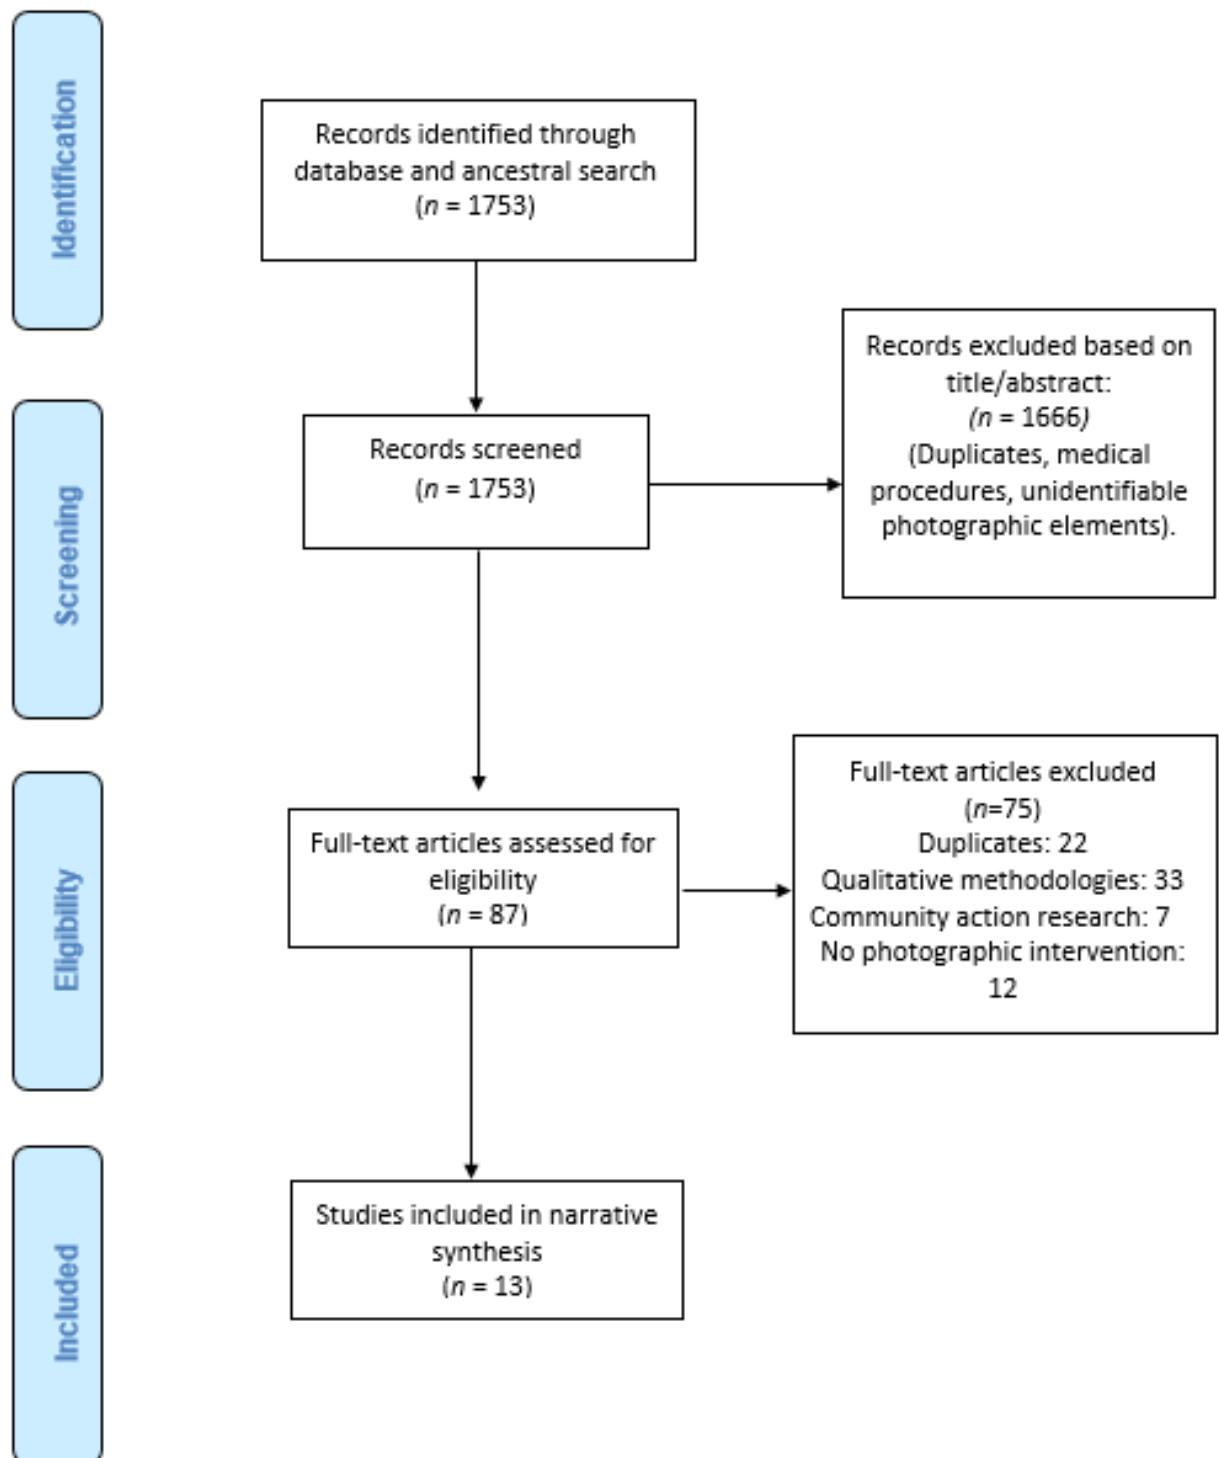 Identification
Records identified through
database and ancestral search
(n = 1753)
Records excluded based on
title/abstract:
(n = 1666)
(Duplicates, medical
procedures, unidentifiable
photographic elements).
Screening
Records screened
(n = 1753)
Eligibility
Full-text articles assessed for
eligibility
(n = 87)
Full-text articles excluded
(n=75)
Duplicates: 22
Qualitative methodologies: 33
Community action research: 7
No photographic intervention:
12
Included
Studies included in narrative
synthesis
(n = 13)